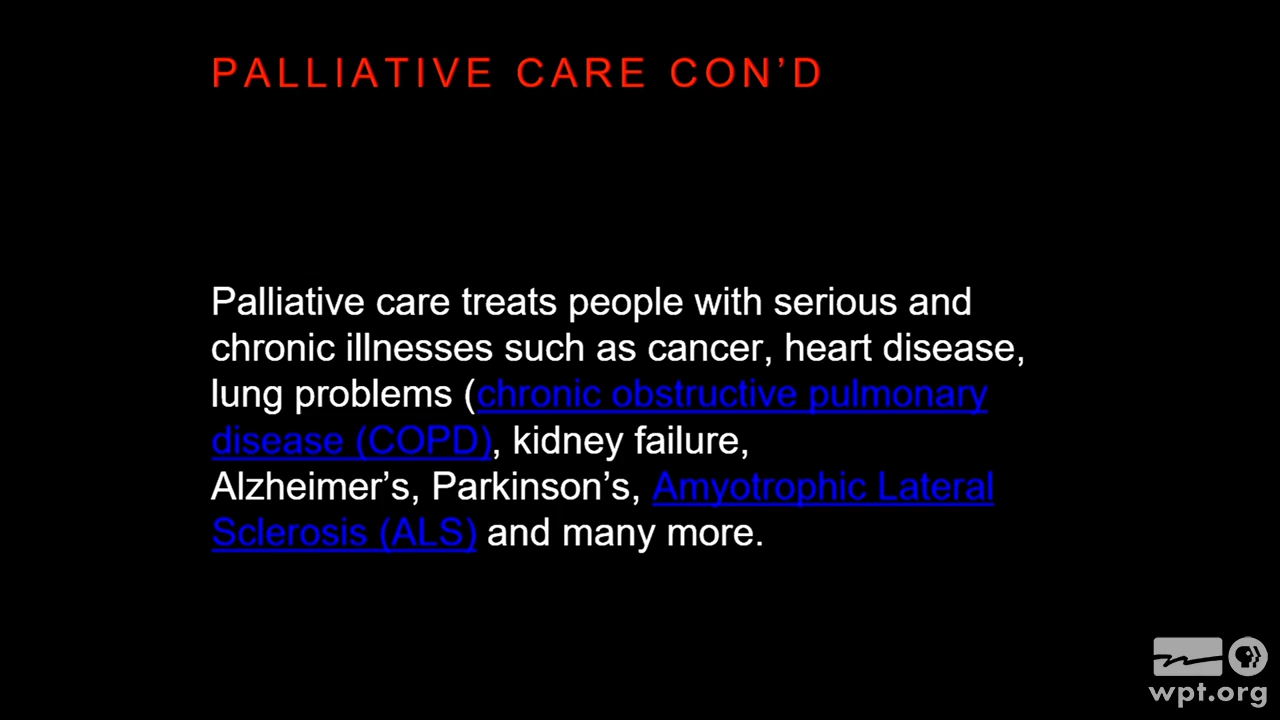 PALLIATIVE CARE CON’D
Palliative care treats people with serious and
chronic illnesses such as cancer, heart disease,
lung problems (chronic obstructive pulmonary
disease (COPD), kidney failure,
Alzheimer’s, Parkinson’s, Amyotrophic Lateral
Sclerosis (ALS) and many more.
wpt.org